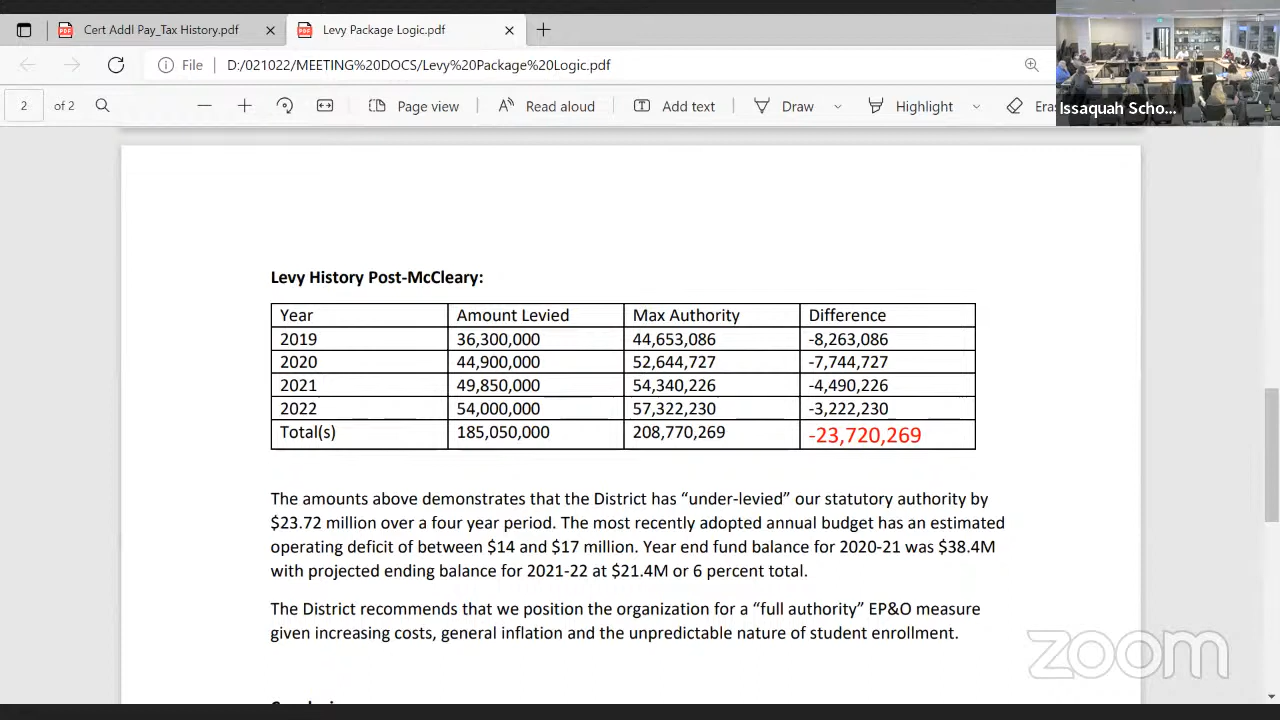 Cert Addl Pay_Tax History.pdf
Levy Package Logic.pdf
File D:/021022/MEETING%20DOCS/Levy%20Package%20Logic.pdf
2 of 2 Page view Read aloud Add text Draw Highlight
Issaquah Scho...
Levy History Post-McCleary:
Year Amount Levied Max Authority Difference
2019 36,300,000 44,653,086 -8,263,086
2020 44,900,000 52,644,727 -7,744,727
2021 49,850,000 54,340,226 -4,490,226
2022 54,000,000 57,322,230 -3,222,230
Total(s) 185,050,000 208,770,269 -23,720,269
The amounts above demonstrates that the District has “under-levied” our statutory authority by
$23.72 million over a four year period. The most recently adopted annual budget has an estimated
operating deficit of between $14 and $17 million. Year end fund balance for 2020-21 was $38.4M
with projected ending balance for 2021-22 at $21.4M or 6 percent total.
The District recommends that we position the organization for a “full authority” EP&O measure
given increasing costs, general inflation and the unpredictable nature of student enrollment.
zoom